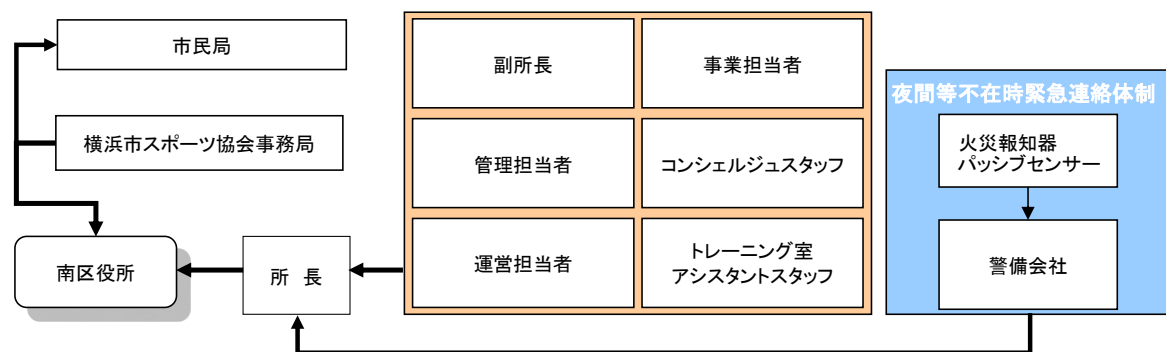 市民局
横浜市スポーツ協会事務局
南区役所
所 長
副所長
事業担当者
管理担当者
コンシェルジュスタッフ
運営担当者
トレーニング室
アシスタントスタッフ
夜間等不在時緊急連絡体制
火災報知器
パッシブセンサー
警備会社